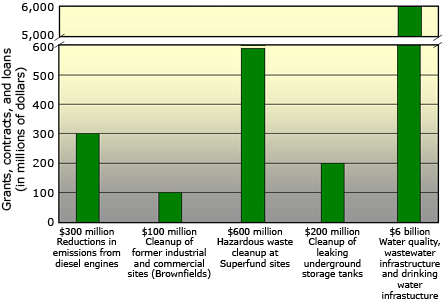 Grants, contracts, and loans
(in millions of dollars)
6,000
5,000
600
500
400
300
200
100
0
$300 million
Reductions in
emissions from
diesel engines
$100 million
Cleanup of
former industrial
and commercial
sites (Brownfields)
$600 million
Hazardous waste
cleanup at
Superfund sites
$200 million
Cleanup of
leaking
underground
storage tanks
$6 billion
Water quality,
wastewater
infrastructure
and drinking
water
infrastucture